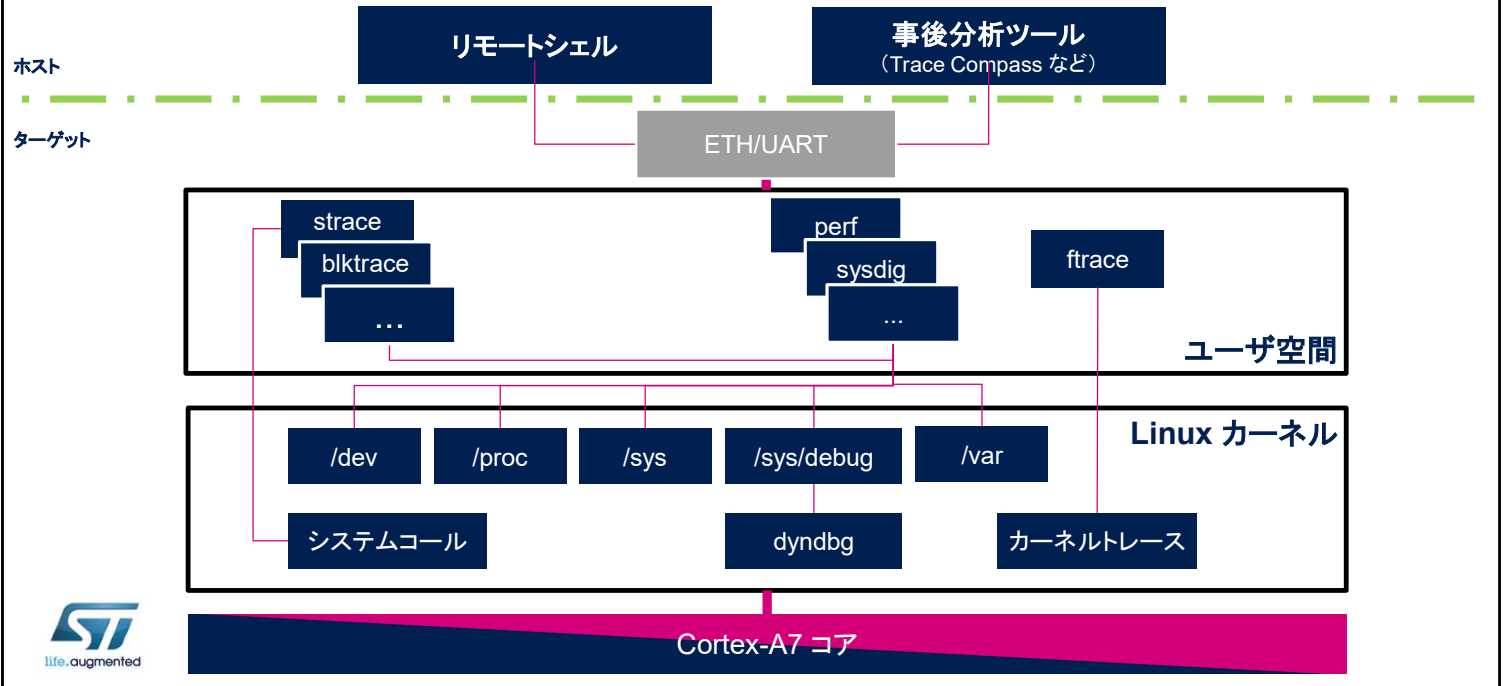 リモートシェル
事後分析ツール
（Trace Compass など）
ホスト
ターゲット
ETH/UART
strace
blktrace
...
perf
sysdig
...
ftrace
ユーザ空間
Linux カーネル
/dev
/proc
/sys
/sys/debug
/var
システムコール
dyndbg
カーネルトレース
Cortex-A7 コア
ST
life.augmented